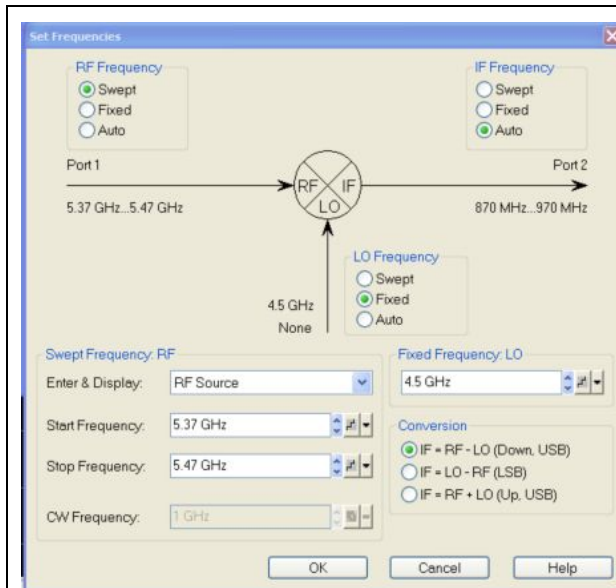 Set Frequencies
RF Frequency
Swept
Fixed
Auto
IF Frequency
Swept
Fixed
Auto
Port 1
Port 2
RF IF
LO
5.37 GHz...5.47 GHz
870 MHz...970 MHz
LO Frequency
Swept
Fixed
Auto
4.5 GHz
None
Swept Frequency: RF
Enter & Display: RF Source
Start Frequency: 5.37 GHz
Stop Frequency: 5.47 GHz
CW Frequency: 1 GHz
Fixed Frequency: LO
4.5 GHz
Conversion
IF = RF - LO (Down, USB)
IF = LO - RF (LSB)
IF = RF + LO (Up, USB)
OK Cancel Help